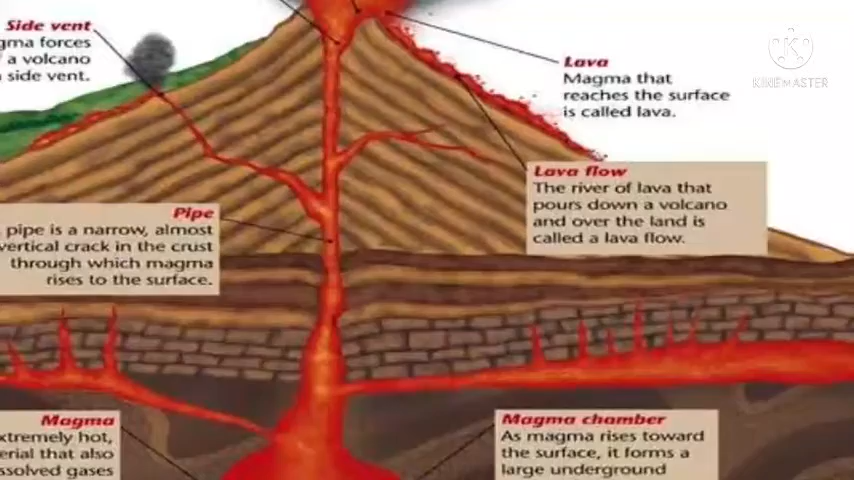 Side vent
gma forces
a volcano
side vent.
Lava
Magma that
reaches the surface
is called lava.
KINEMASTER
Lava flow
The river of lava that
pours down a volcano
and over the land is
called a lava flow.
Pipe
pipe is a narrow, almost
vertical crack in the crust
through which magma
rises to the surface.
Magma
xtremely hot,
erial that also
ssolved gases
Magma chamber
As magma rises toward
the surface, it forms a
large underground